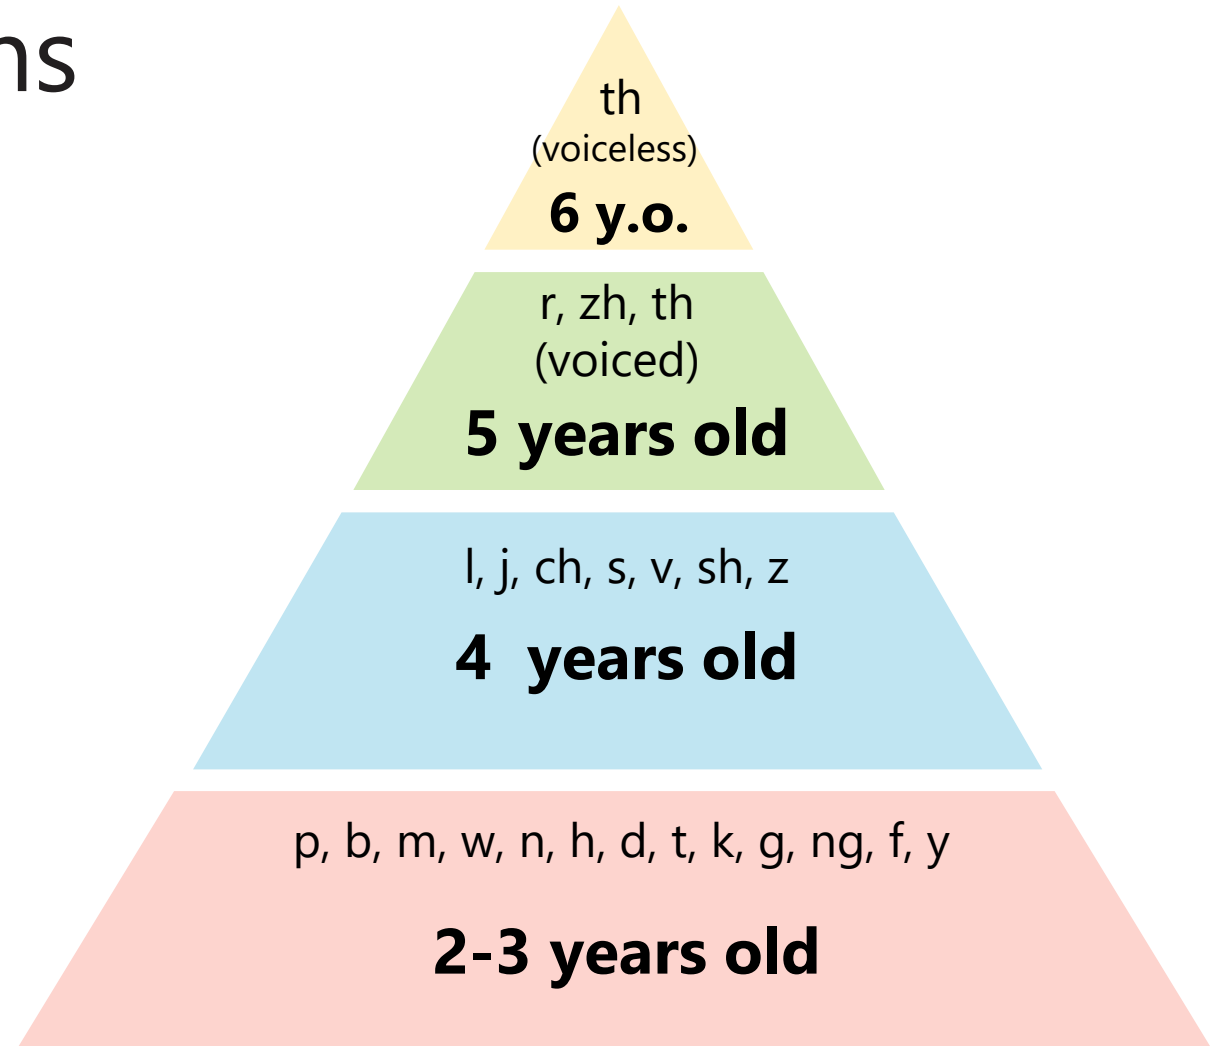 th
(voiceless)
6 y.o.
r, zh, th
(voiced)
5 years old
l, j, ch, s, v, sh, z
4  years old
p, b, m, w, n, h, d, t, k, g, ng, f, y
2-3 years old